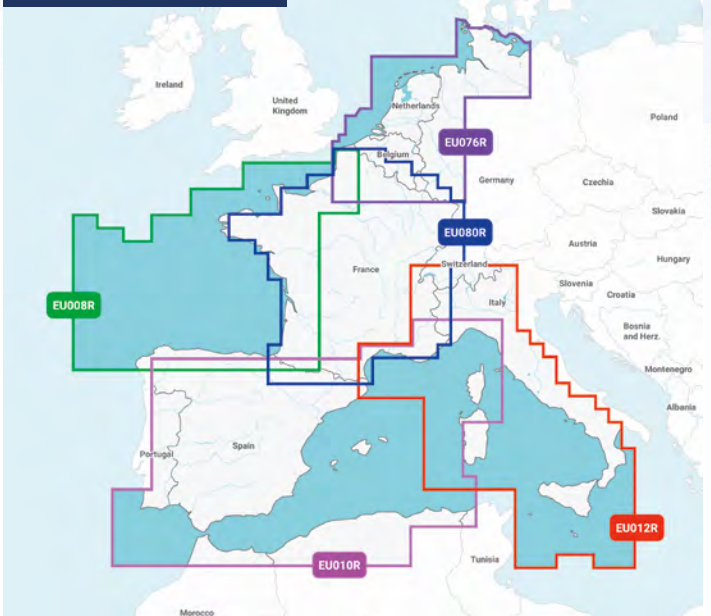 Ireland
United
Kingdom
Netherlands
Poland
EU076R
Belgium
Germany
Czechia
Slovakia
EU080R
Austria
Hungary
Switzerland
France
Slovenia
Italy
Croatia
EU008R
Bosnia
and Herz.
Montenegro
Albania
Portugal
Spain
EU012R
EU010R
Tunisia
Morocco